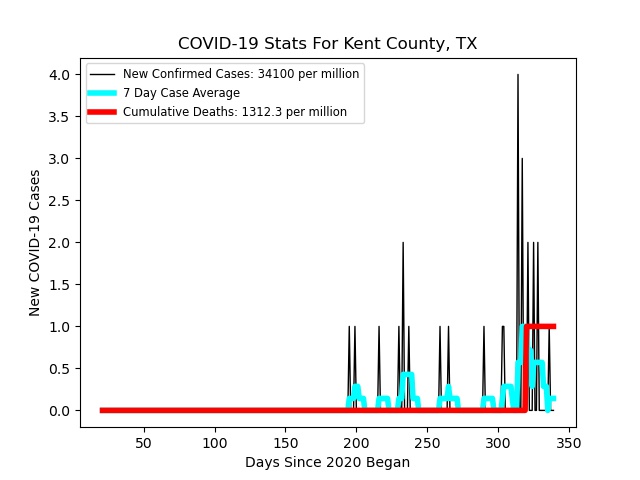 COVID-19 Stats For Kent County, TX
New Confirmed Cases: 34100 per million
7 Day Case Average
Cumulative Deaths: 1312.3 per million
New COVID-19 Cases
4.0
3.5
3.0
2.5
2.0
1.5
1.0
0.5
0.0
50 100 150 200 250 300 350
Days Since 2020 Began